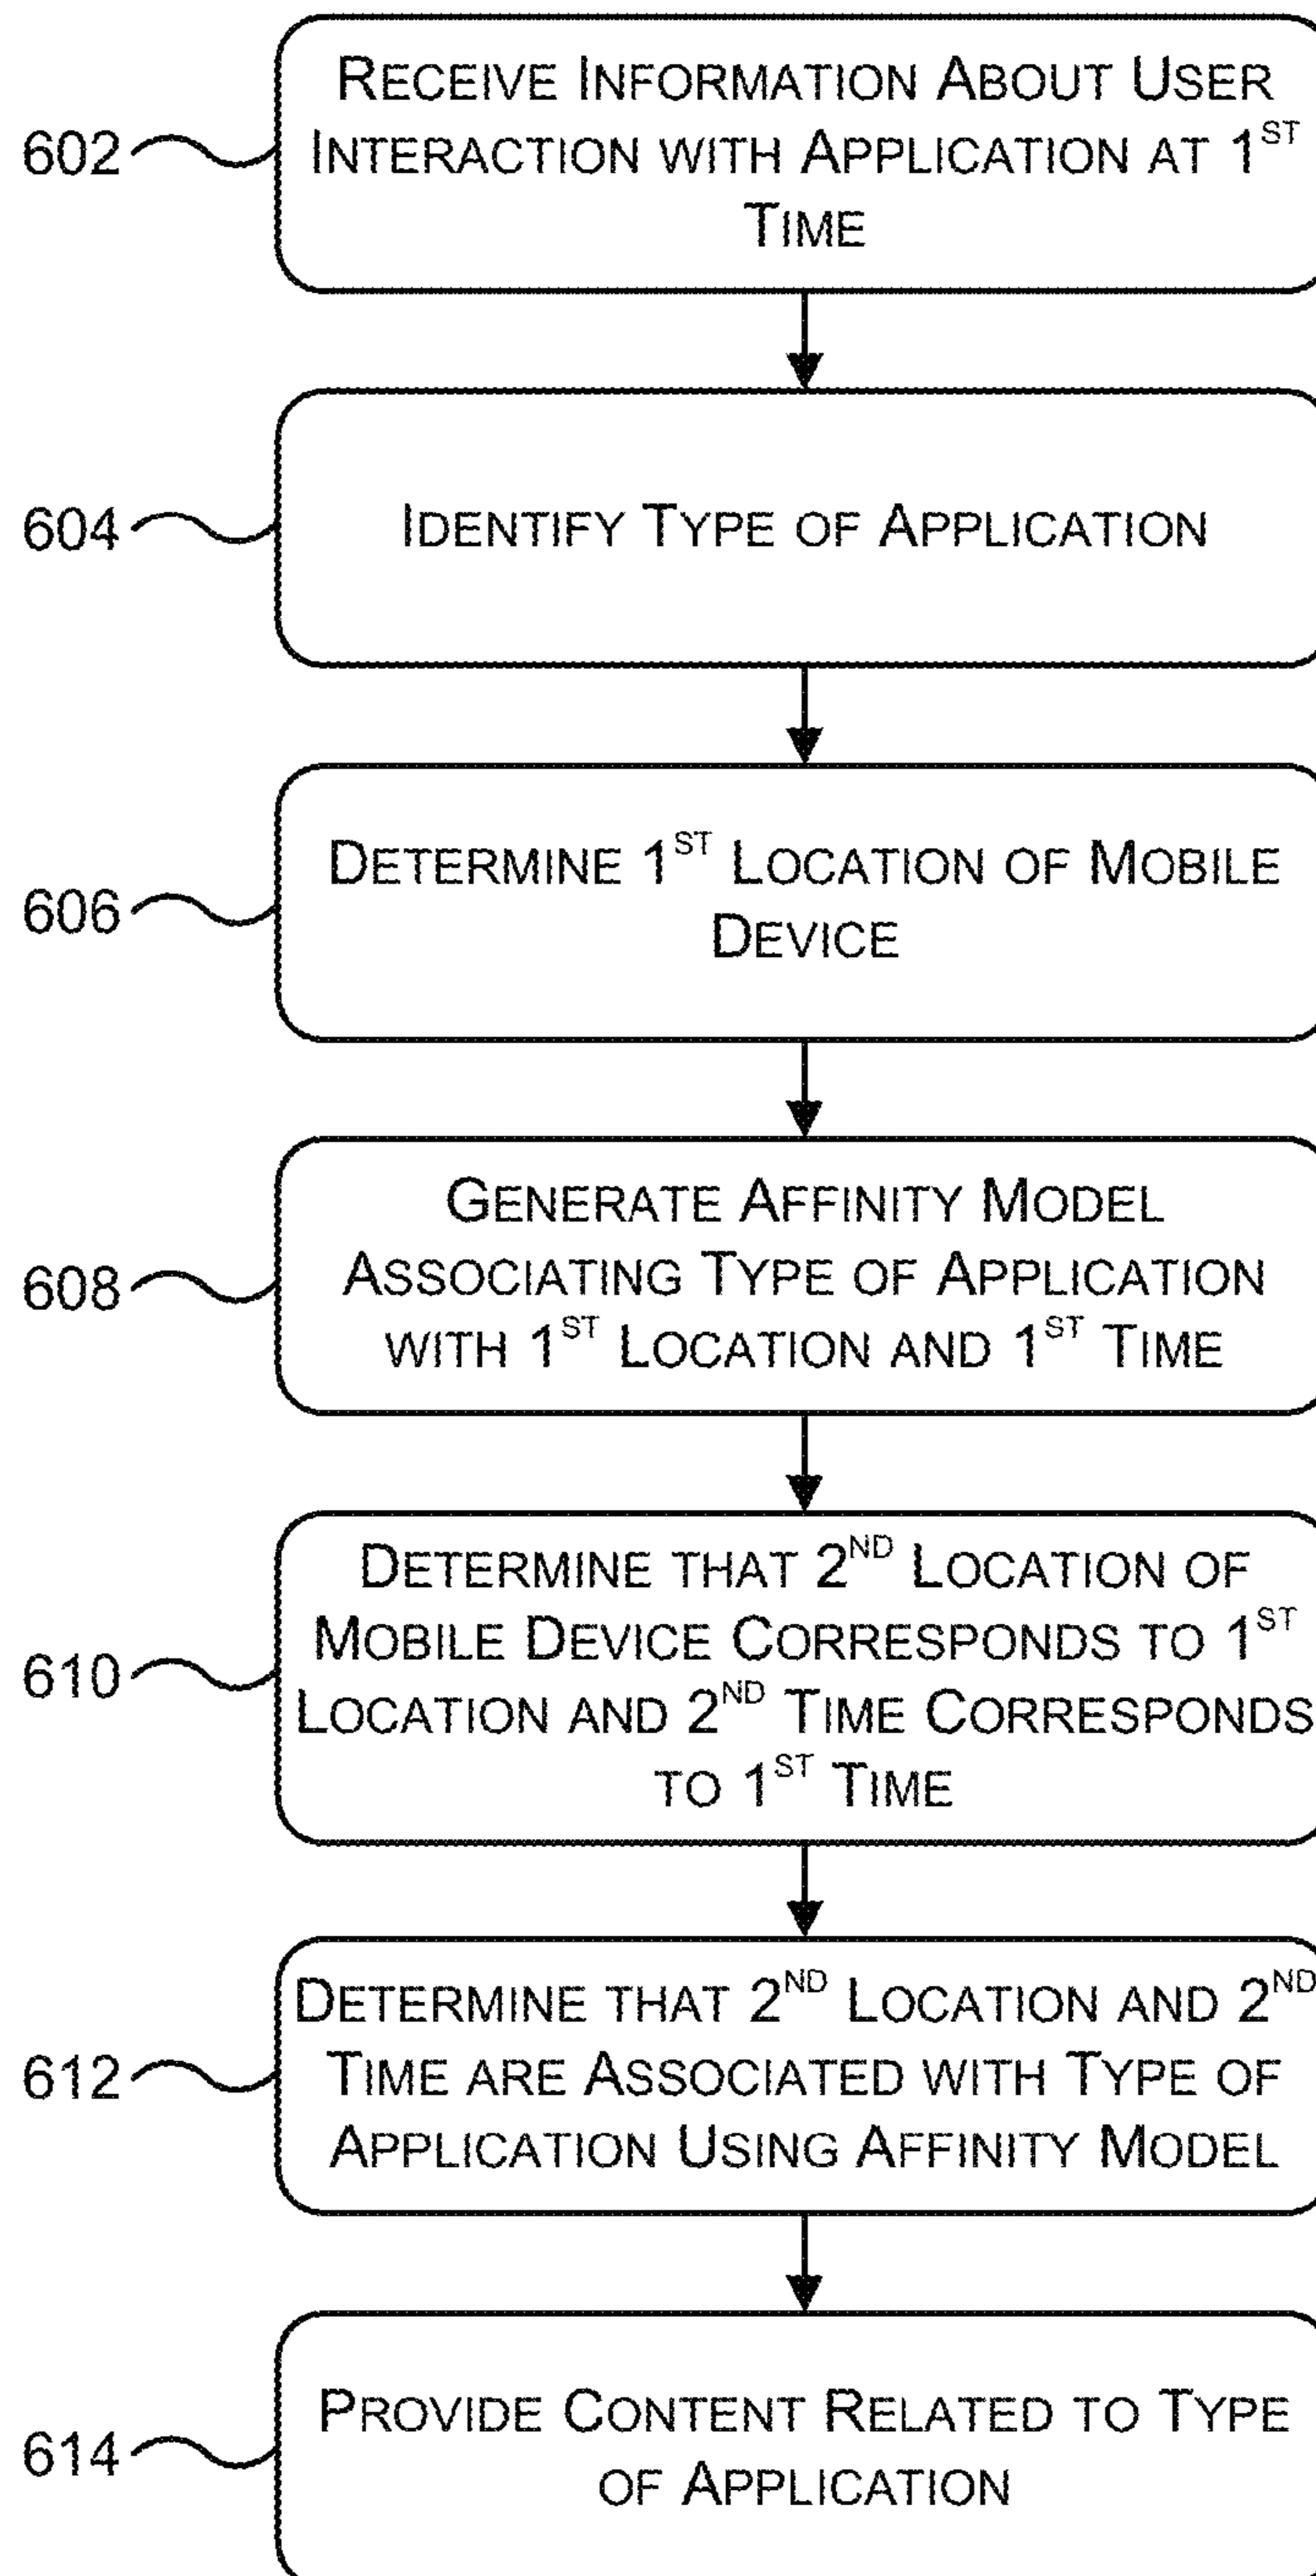 602
RECEIVE INFORMATION ABOUT USER
INTERACTION WITH APPLICATION AT 1ST
TIME
604
IDENTIFY TYPE OF APPLICATION
606
DETERMINE 1ST LOCATION OF MOBILE
DEVICE
608
GENERATE AFFINITY MODEL
ASSOCIATING TYPE OF APPLICATION
WITH 1ST LOCATION AND 1ST TIME
610
DETERMINE THAT 2ND LOCATION OF
MOBILE DEVICE CORRESPONDS TO 1ST
LOCATION AND 2ND TIME CORRESPONDS
TO 1ST TIME
612
DETERMINE THAT 2ND LOCATION AND 2ND
TIME ARE ASSOCIATED WITH TYPE OF
APPLICATION USING AFFINITY MODEL
614
PROVIDE CONTENT RELATED TO TYPE
OF APPLICATION